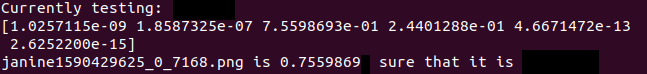 Currently testing:
[1.0257115e-09 1.8587325e-07 7.5598693e-01 2.4401288e-01 4.6671472e-13
2.6252200e-15]
janine1590429625_0_7168.png is 0.7559869 sure that it is